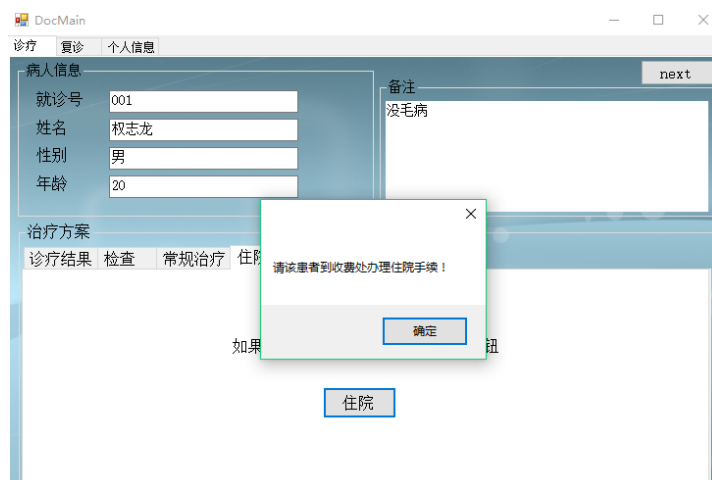 DocMain
诊疗 复诊 个人信息
next
病人信息
就诊号 001
姓名 权志龙
性别 男
年龄 20
备注
没毛病
治疗方案
诊疗结果 检查 常规治疗 住
请该患者到收费处办理住院手续！
确定
如果
钮
住院